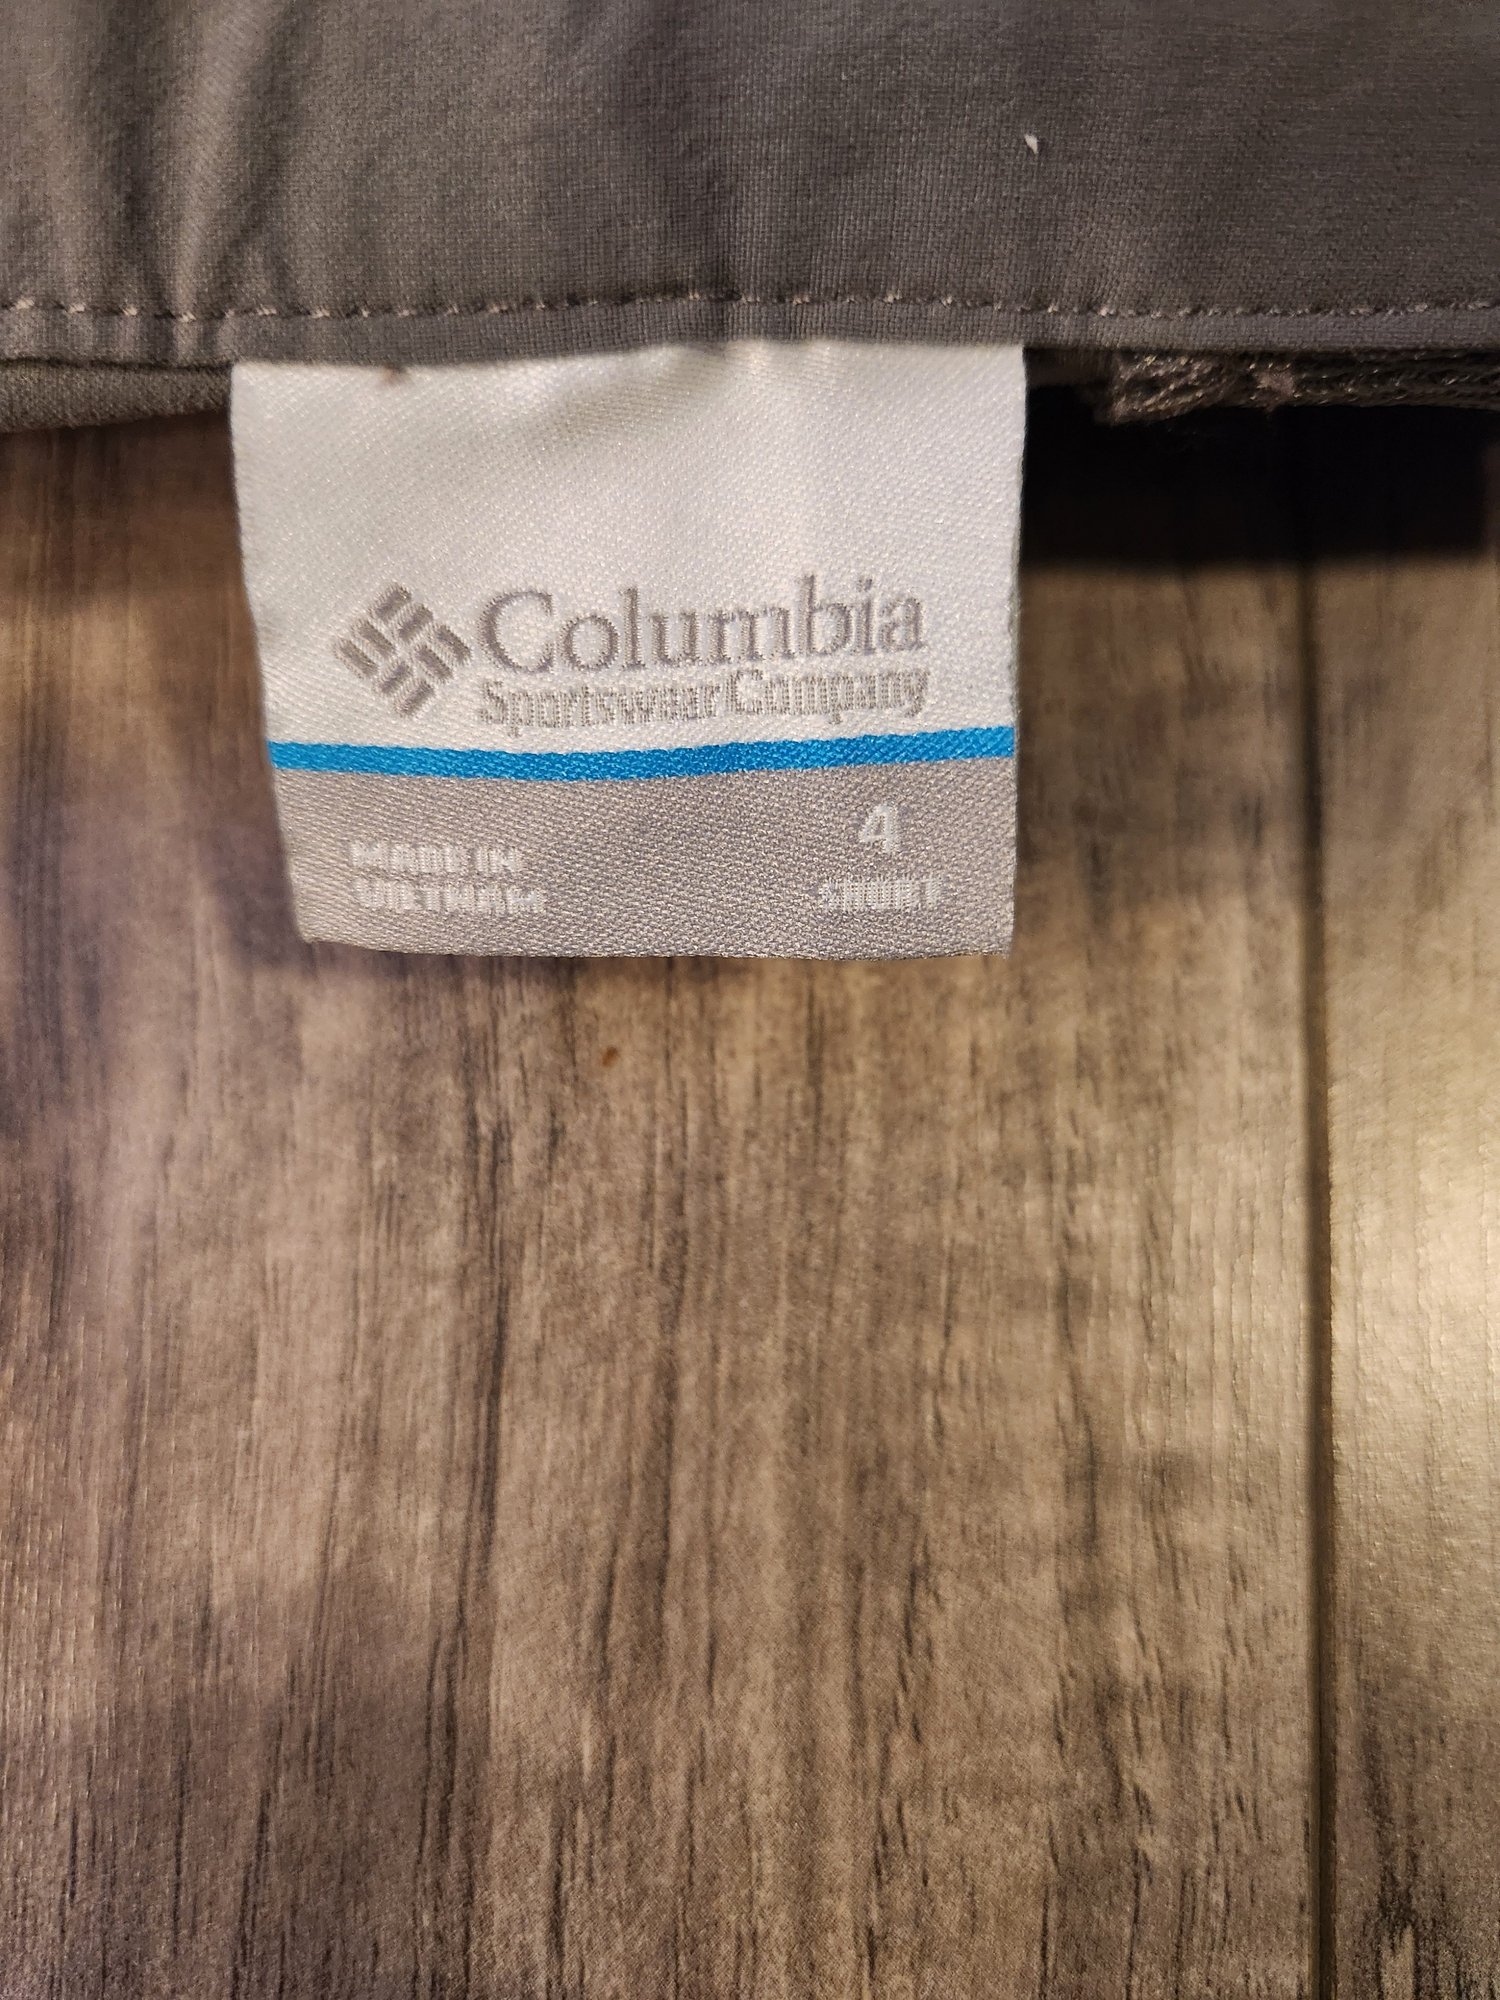 Columbia
Sportswear Company
4
MADE IN
VIETNAM
SHORT